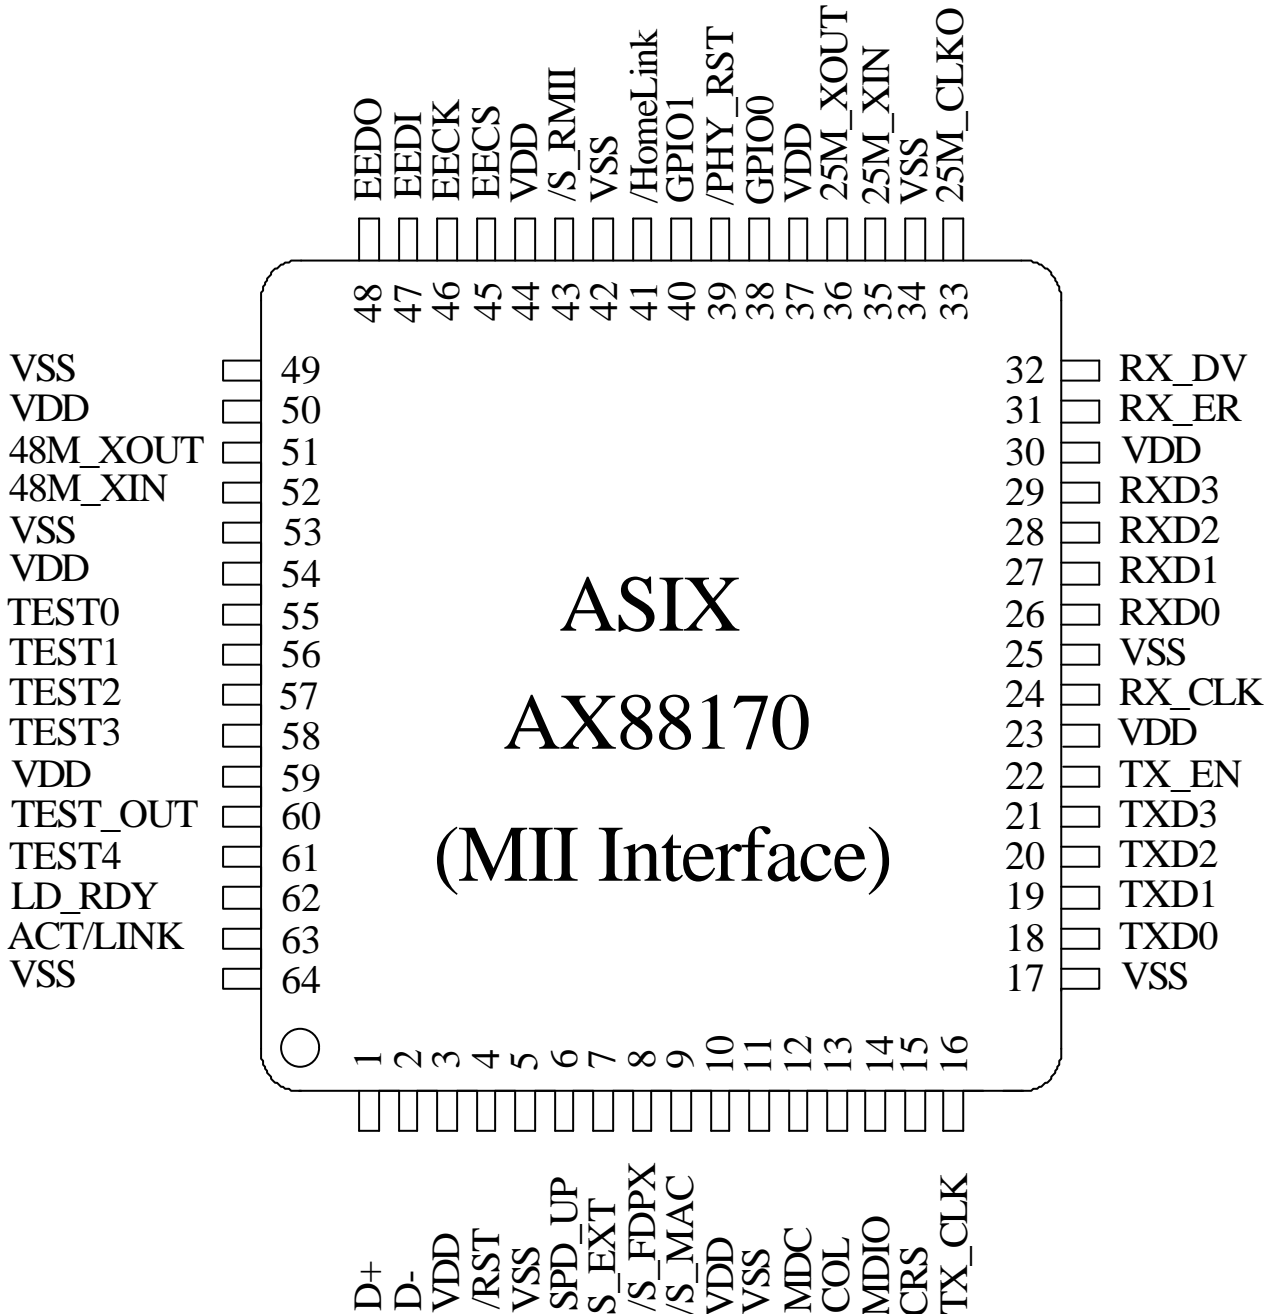 EEDO
EEDI
EECK
EECS
VDD
/S_RMII
VSS
/HomeLink
GPIO1
/PHY_RST
GPIO0
VDD
25M_XOUT
25M_XIN
VSS
25M_CLKO
48
47
46
45
44
43
42
41
40
39
38
37
36
35
34
33
VSS 49
VDD 50
48M_XOUT 51
48M_XIN 52
VSS 53
VDD 54
TEST0 55
TEST1 56
TEST2 57
TEST3 58
VDD 59
TEST_OUT 60
TEST4 61
LD_RDY 62
ACT/LINK 63
VSS 64
ASIX
AX88170
(MII Interface)
32 RX_DV
31 RX_ER
30 VDD
29 RXD3
28 RXD2
27 RXD1
26 RXD0
25 VSS
24 RX_CLK
23 VDD
22 TX_EN
21 TXD3
20 TXD2
19 TXD1
18 TXD0
17 VSS
1
2
3
4
5
6
7
8
9
10
11
12
13
14
15
16
D+
D-
VDD
/RST
VSS
SPD_UP
S_EXT
/S_FDPX
/S_MAC
VDD
VSS
MDC
COL
MDIO
CRS
TX_CLK